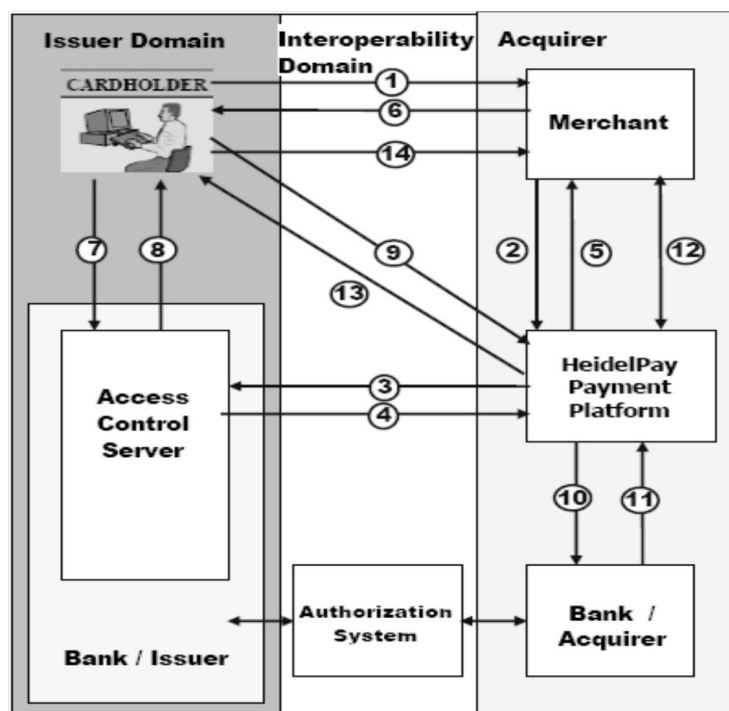 Issuer Domain
Interoperability
Domain
Acquirer
CARDHOLDER
1
6
14
Merchant
7
8
9
13
2
5
12
Access
Control
Server
3
4
HeidelPay
Payment
Platform
10
11
Authorization
System
Bank /
Acquirer
Bank / Issuer